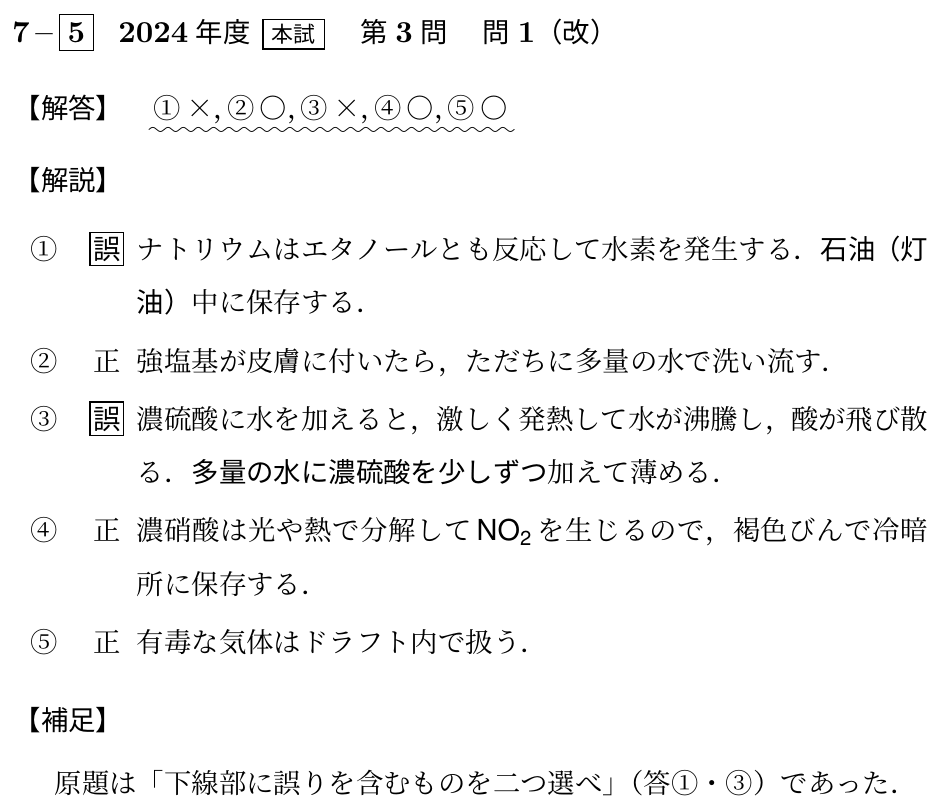 7－5 2024年度 本試 第3問 問1（改）
【解答】 ①×,②○,③×,④○,⑤○
【解説】
① 誤 ナトリウムはエタノールとも反応して水素を発生する．石油（灯
油）中に保存する．
② 正 強塩基が皮膚に付いたら，ただちに多量の水で洗い流す．
③ 誤 濃硫酸に水を加えると，激しく発熱して水が沸騰し，酸が飛び散
る．多量の水に濃硫酸を少しずつ加えて薄める．
④ 正 濃硝酸は光や熱で分解してNO₂を生じるので，褐色びんで冷暗
所に保存する．
⑤ 正 有毒な気体はドラフト内で扱う．
【補足】
原題は「下線部に誤りを含むものを二つ選べ」（答①・③）であった．